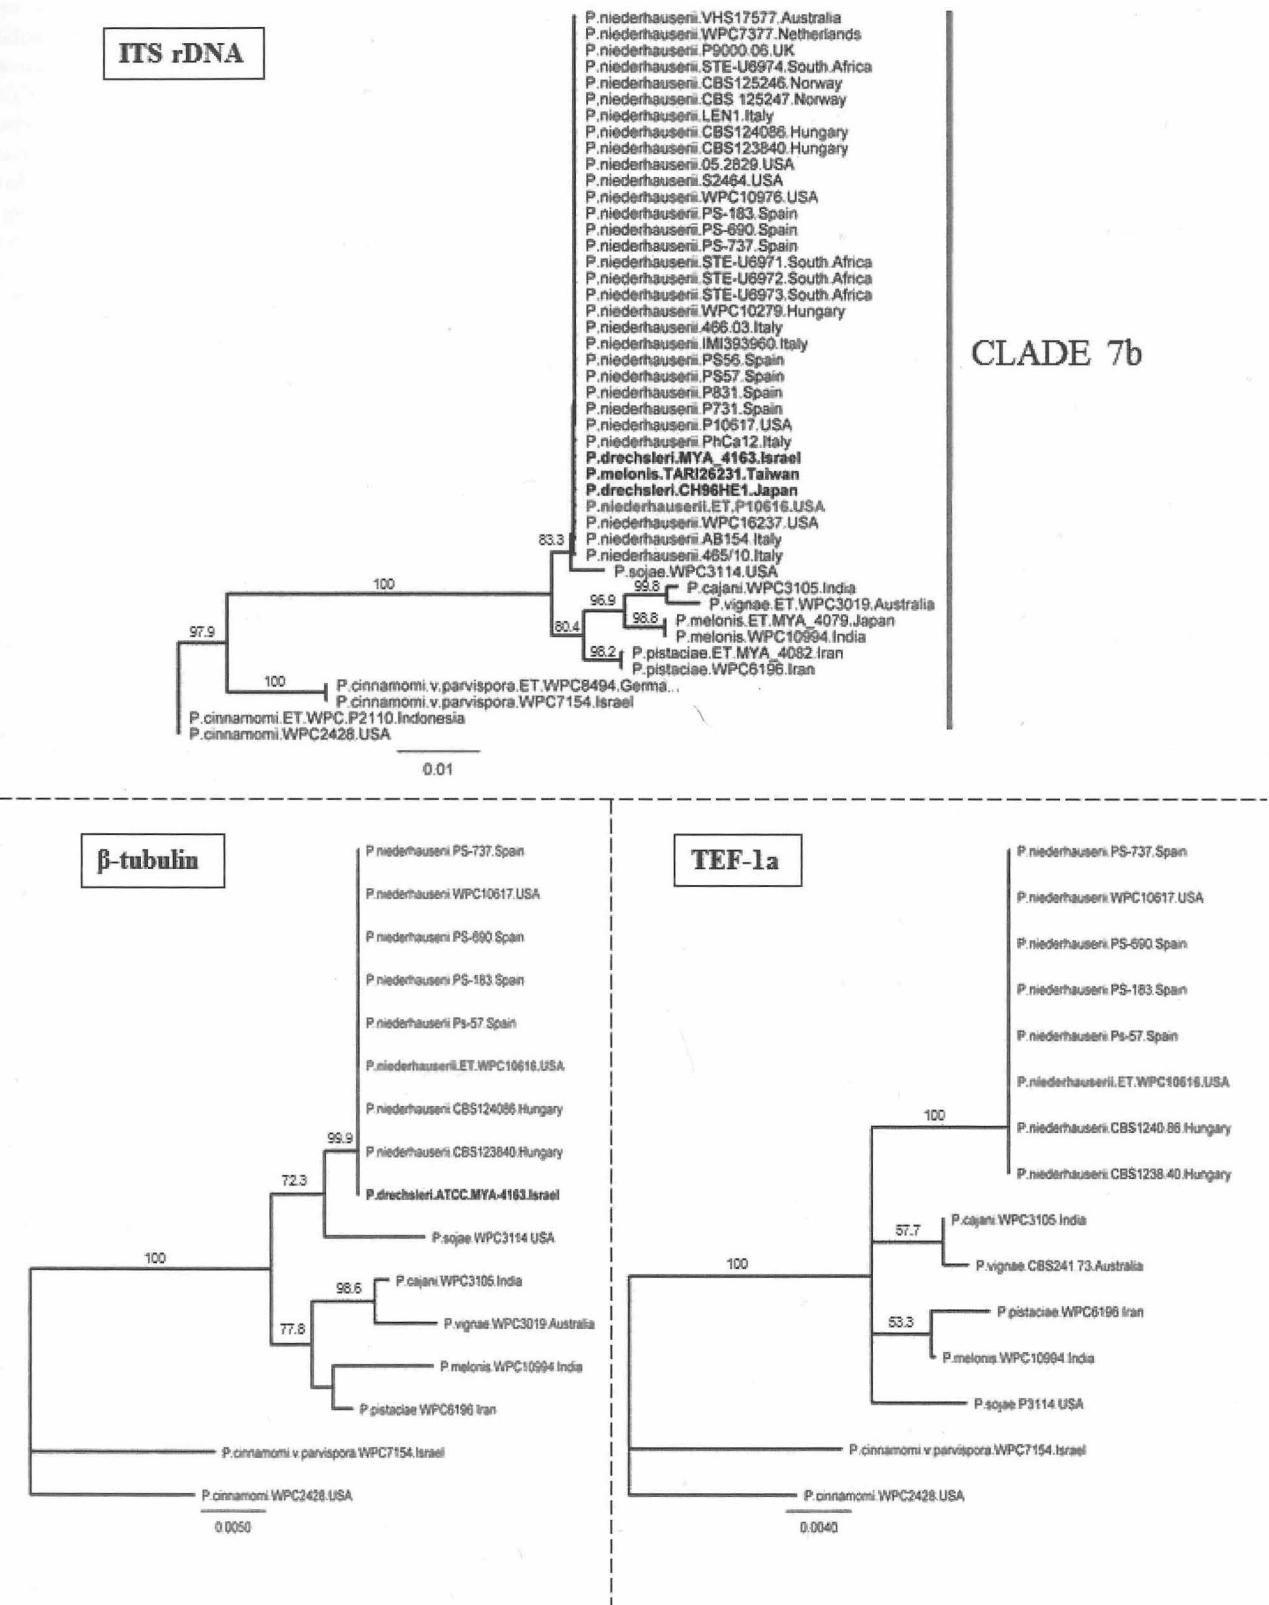 ITS rDNA
P.niederhauserii.VHS17577.Australia
P.niederhauserii.WPC7377.Netherlands
P.niederhauserii.P9000.06.UK
P.niederhauserii.STE-U6974.South.Africa
P.niederhauserii.CBS125246.Norway
P.niederhauserii.CBS 125247.Norway
P.niederhauserii.LEN1.Italy
P.niederhauserii.CBS124086.Hungary
P.niederhauserii.CBS123840.Hungary
P.niederhauserii.05.2829.USA
P.niederhauserii.S2464.USA
P.niederhauserii.WPC10976.USA
P.niederhauserii.PS-183.Spain
P.niederhauserii.PS-690.Spain
P.niederhauserii.PS-737.Spain
P.niederhauserii.STE-U6971.South.Africa
P.niederhauserii.STE-U6972.South.Africa
P.niederhauserii.STE-U6973.South.Africa
P.niederhauserii.WPC10279.Hungary
P.niederhauserii.466.03.Italy
P.niederhauserii.IMI393960.Italy
P.niederhauserii.PS56.Spain
P.niederhauserii.PS57.Spain
P.niederhauserii.P831.Spain
P.niederhauserii.P731.Spain
P.niederhauserii.P10617.USA
P.niederhauserii.PhCa12.Italy
P.drechsleri.MYA_4163.Israel
P.melonis.TARI26231.Taiwan
P.drechsleri.CH96HE1.Japan
P.niederhauserii.ET.P10616.USA
P.niederhauserii.WPC16237.USA
P.niederhauserii.AB154.Italy
P.niederhauserii.465/10.Italy
P.sojae.WPC3114.USA
P.cajani.WPC3105.India
P.vignae.ET.WPC3019.Australia
P.melonis.ET.MYA_4079.Japan
P.melonis.WPC10994.India
P.pistaciae.ET.MYA_4082.Iran
P.pistaciae.WPC6196.Iran
P.cinnamomi.v.parvispora.ET.WPC8494.Germa...
P.cinnamomi.v.parvispora.WPC7154.Israel
P.cinnamomi.ET.WPC.P2110.Indonesia
P.cinnamomi.WPC2428.USA
83.3
100
99.8
96.9
98.8
80.4
98.2
97.9
100
0.01
CLADE 7b
β-tubulin
P.niederhauserii.PS-737.Spain
P.niederhauserii.WPC10617.USA
P.niederhauserii.PS-690.Spain
P.niederhauserii.PS-183.Spain
P.niederhauserii.Ps-57.Spain
P.niederhauserii.ET.WPC10616.USA
P.niederhauserii.CBS124086.Hungary
P.niederhauserii.CBS123840.Hungary
P.drechsleri.ATCC.MYA-4163.Israel
P.sojae.WPC3114.USA
P.cajani.WPC3105.India
P.vignae.WPC3019.Australia
P.melonis.WPC10994.India
P.pistaciae.WPC6196.Iran
P.cinnamomi.v.parvispora.WPC7154.Israel
P.cinnamomi.WPC2428.USA
99.9
72.3
100
98.6
77.8
0.0050
TEF-1a
P.niederhauserii.PS-737.Spain
P.niederhauserii.WPC10617.USA
P.niederhauserii.PS-690.Spain
P.niederhauserii.PS-183.Spain
P.niederhauserii.Ps-57.Spain
P.niederhauserii.ET.WPC10616.USA
P.niederhauserii.CBS1240.86.Hungary
P.niederhauserii.CBS1238.40.Hungary
P.cajani.WPC3105.India
P.vignae.CBS241.73.Australia
P.pistaciae.WPC6196.Iran
P.melonis.WPC10994.India
P.sojae.P3114.USA
P.cinnamomi.v.parvispora.WPC7154.Israel
P.cinnamomi.WPC2428.USA
100
57.7
100
53.3
0.0040